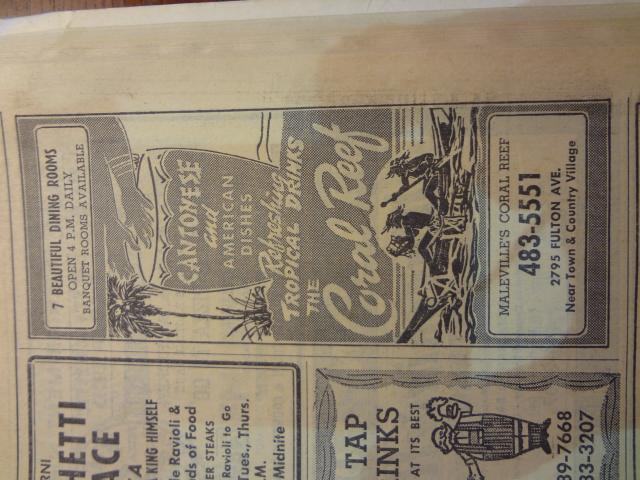 7 BEAUTIFUL DINING ROOMS
OPEN 4 P.M. DAILY
BANQUET ROOMS AVAILABLE
CANTONESE
and
AMERICAN
DISHES
Refreshing
TROPICAL DRINKS
THE
Coral Reef
MALEVILLE'S CORAL REEF
483-5551
2795 FULTON AVE.
Near Town & Country Village
HETTI
ACE
KING HIMSELF
e Ravioli &
ds of Food
ER STEAKS
Ravioli to Go
Tues., Thurs.
.M.
Midnite
TAP
INKS
AT ITS BEST
39-7668
33-3207